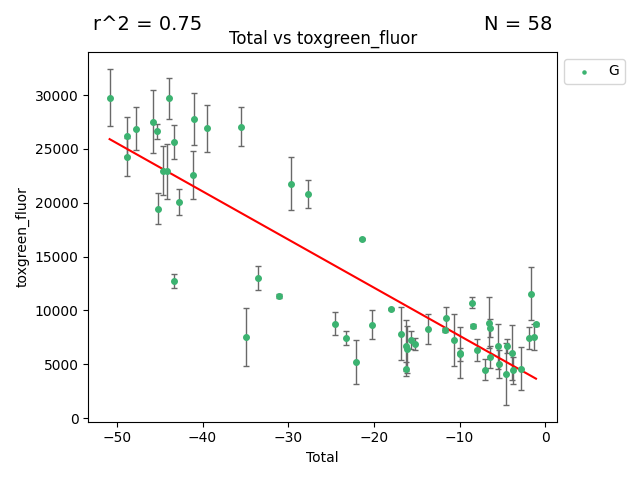 r^2 = 0.75
N = 58
Total vs toxgreen_fluor
G
toxgreen_fluor
30000
25000
20000
15000
10000
5000
0
−50
−40
−30
−20
−10
0
Total